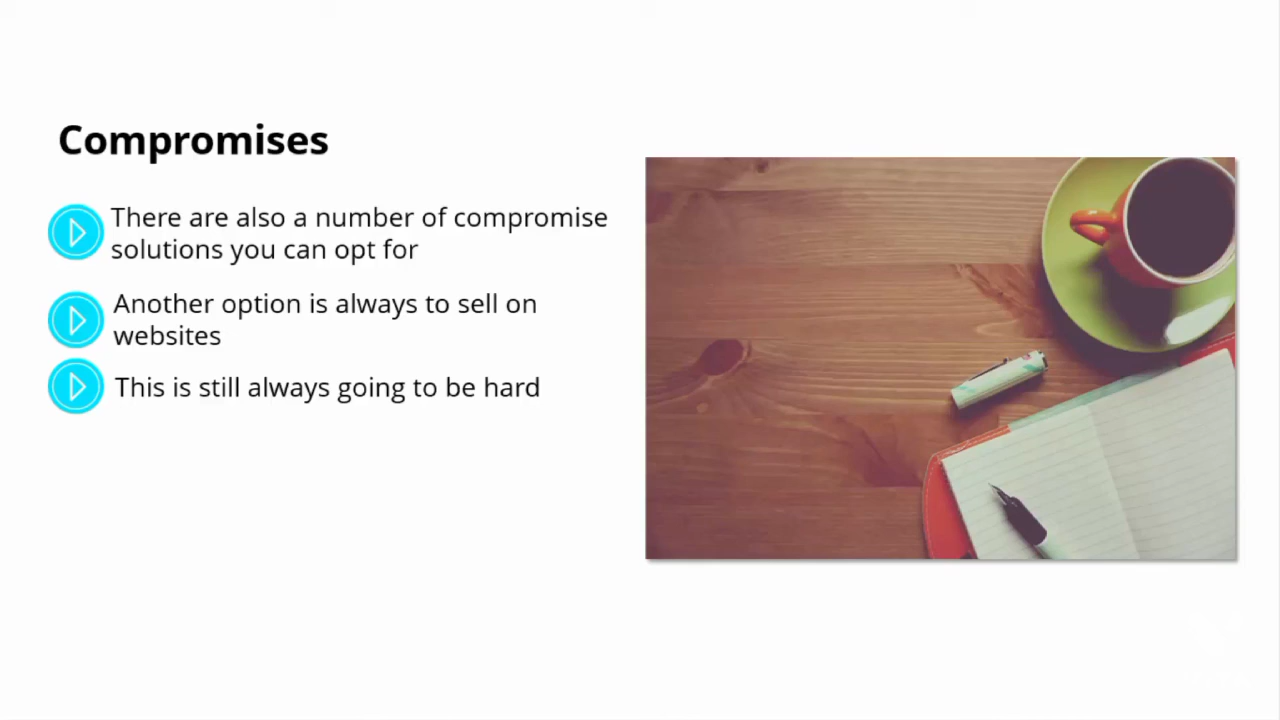 Compromises
There are also a number of compromise
solutions you can opt for
Another option is always to sell on
websites
This is still always going to be hard